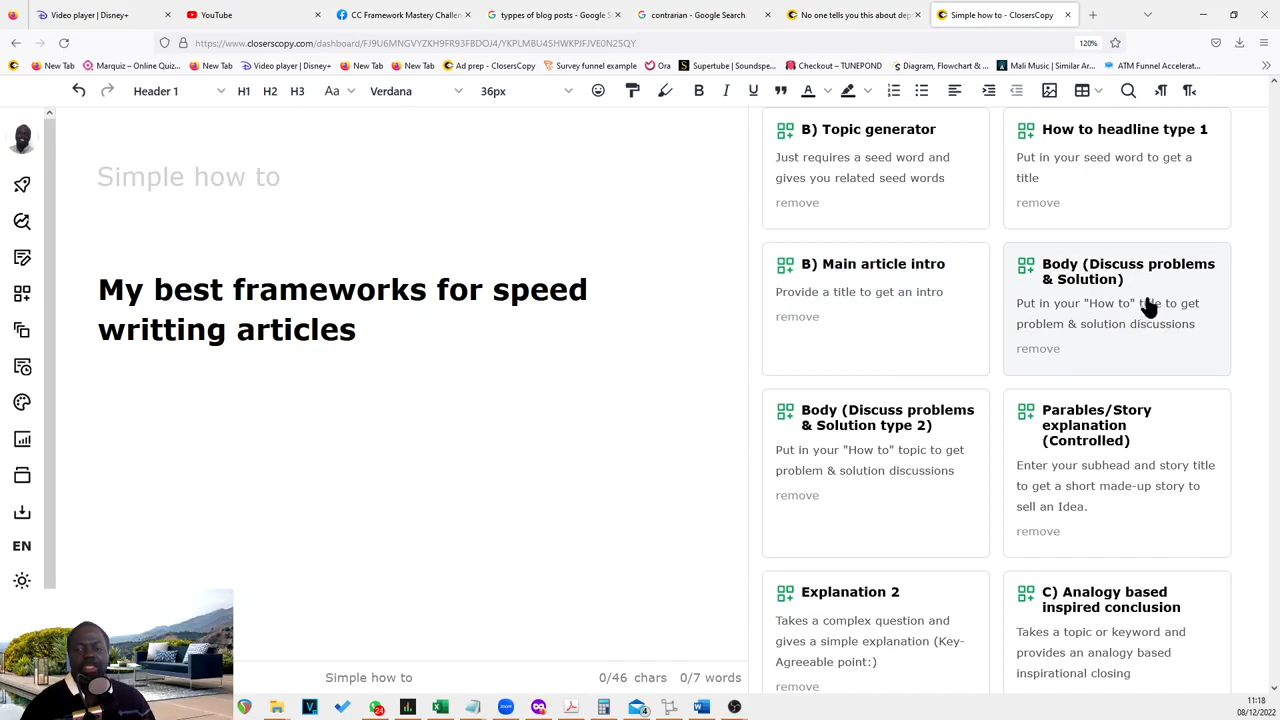 Video player | Disney+
YouTube
CC Framework Mastery Challen
typpes of blog posts - Google S
contrarian - Google Search
No one tells you this about dep
Simple how to - ClosersCopy
https://www.closerscopy.com/dashboard/FJ9U6MNGVYZKH9FR93FBDOJ4/YKPLMBU45HWKPJFJVE0N25QY
120%
New Tab
Marquiz – Online Quiz...
New Tab
Video player | Disney+
New Tab
New Tab
Ad prep - ClosersCopy
Survey funnel example
Ora
Supertube | Soundspe...
Checkout — TUNEPOND
Diagram, Flowchart & ...
Mali Music | Similar Ar...
ATM Funnel Accelerat...
Header 1
H1
H2
H3
Aa
Verdana
36px
B
I
U
A
Simple how to
My best frameworks for speed
writting articles
B) Topic generator
Just requires a seed word and
gives you related seed words
remove
How to headline type 1
Put in your seed word to get a
title
remove
B) Main article intro
Provide a title to get an intro
remove
Body (Discuss problems
& Solution)
Put in your "How to" title to get
problem & solution discussions
remove
Body (Discuss problems
& Solution type 2)
Put in your "How to" topic to get
problem & solution discussions
remove
Parables/Story
explanation
(Controlled)
Enter your subhead and story title
to get a short made-up story to
sell an Idea.
remove
Explanation 2
Takes a complex question and
gives a simple explanation (Key-
Agreeable point:)
remove
C) Analogy based
inspired conclusion
Takes a topic or keyword and
provides an analogy based
inspirational closing
EN
Simple how to
0/46 chars
0/7 words
24
4
11:18
08/12/2022